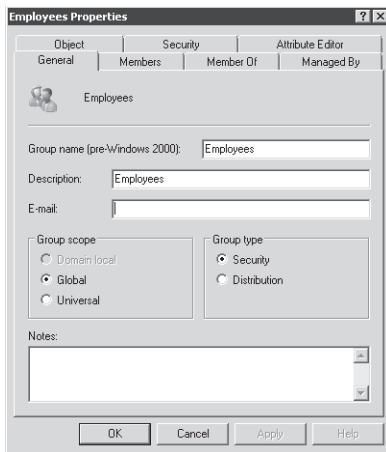 Employees Properties
Object Security Attribute Editor
General Members Member Of Managed By
Employees
Group name (pre-Windows 2000): Employees
Description: Employees
E-mail:
Group scope Group type
Domain local Security
Global Distribution
Universal
Notes:
OK Cancel Apply Help